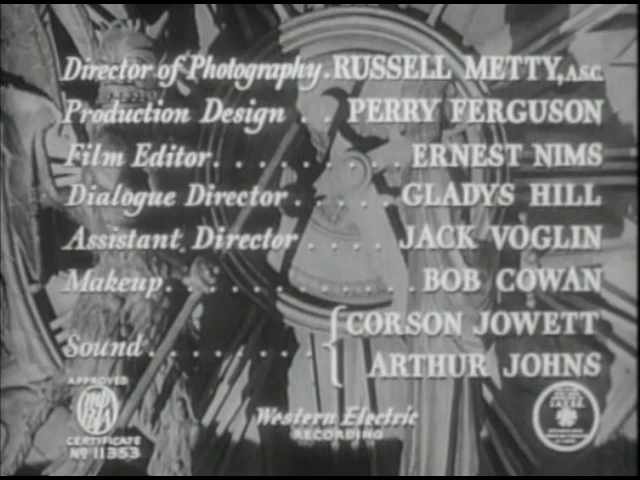 Director of Photography. RUSSELL METTY, A.S.C.
Production Design . . PERRY FERGUSON
Film Editor. . . . . . . . . ERNEST NIMS
Dialogue Director. . . . . . GLADYS HILL
Assistant Director . . . . JACK VOGLIN
Makeup. . . . . . . . . . . . BOB COWAN
CORSON JOWETT
Sound. . . . . . . .
ARTHUR JOHNS
APPROVED
MPPDA
CERTIFICATE
No 11353
Western Electric
RECORDING